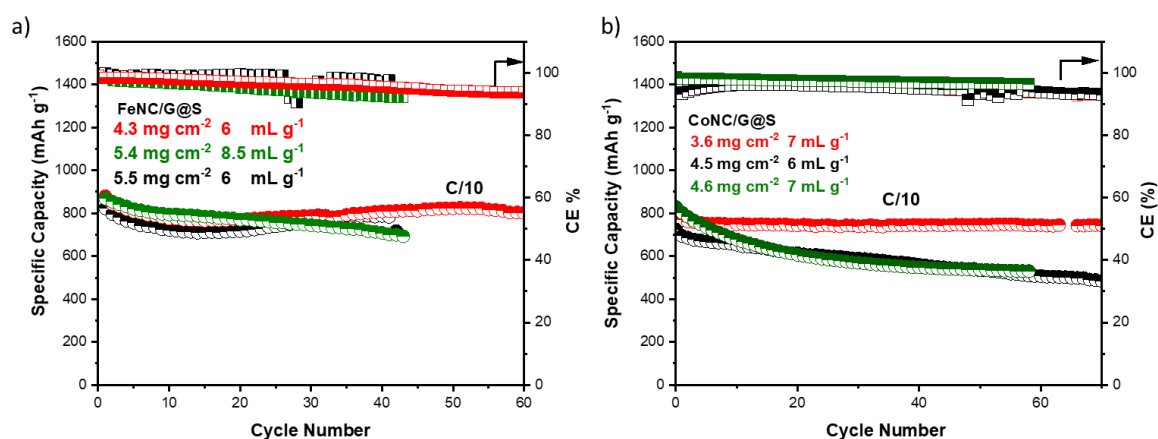 a)
1600
1400
1200
1000
800
600
400
200
0
Specific Capacity (mAh g⁻¹)
FeNC/G@S
4.3 mg cm⁻² 6 mL g⁻¹
5.4 mg cm⁻² 8.5 mL g⁻¹
5.5 mg cm⁻² 6 mL g⁻¹
C/10
100
80
60
40
20
0
CE %
0 10 20 30 40 50 60
Cycle Number
b)
1600
1400
1200
1000
800
600
400
200
0
Specific Capacity (mAh g⁻¹)
CoNC/G@S
3.6 mg cm⁻² 7 mL g⁻¹
4.5 mg cm⁻² 6 mL g⁻¹
4.6 mg cm⁻² 7 mL g⁻¹
C/10
100
80
60
40
20
0
CE (%)
0 20 40 60
Cycle Number